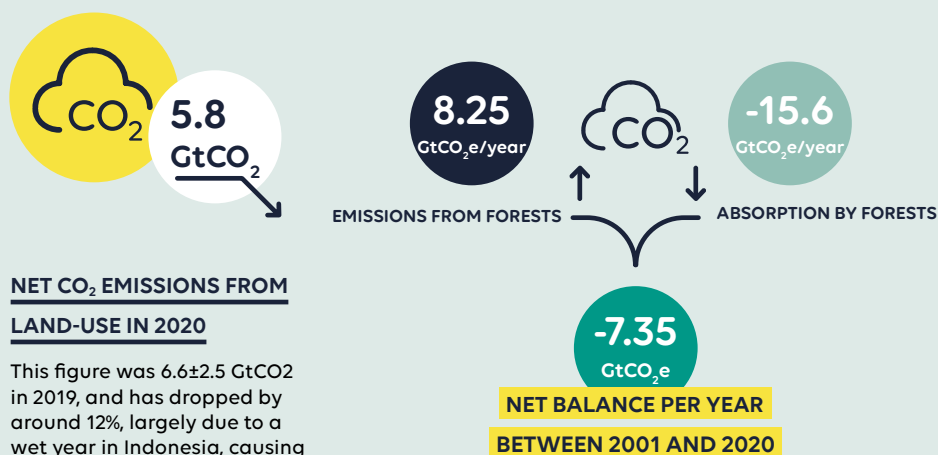 CO₂
5.8
GtCO₂
NET CO₂ EMISSIONS FROM
LAND-USE IN 2020
This figure was 6.6±2.5 GtCO2
in 2019, and has dropped by
around 12%, largely due to a
wet year in Indonesia, causing
8.25
GtCO₂e/year
CO₂
-15.6
GtCO₂e/year
EMISSIONS FROM FORESTS
ABSORPTION BY FORESTS
-7.35
GtCO₂e
NET BALANCE PER YEAR
BETWEEN 2001 AND 2020